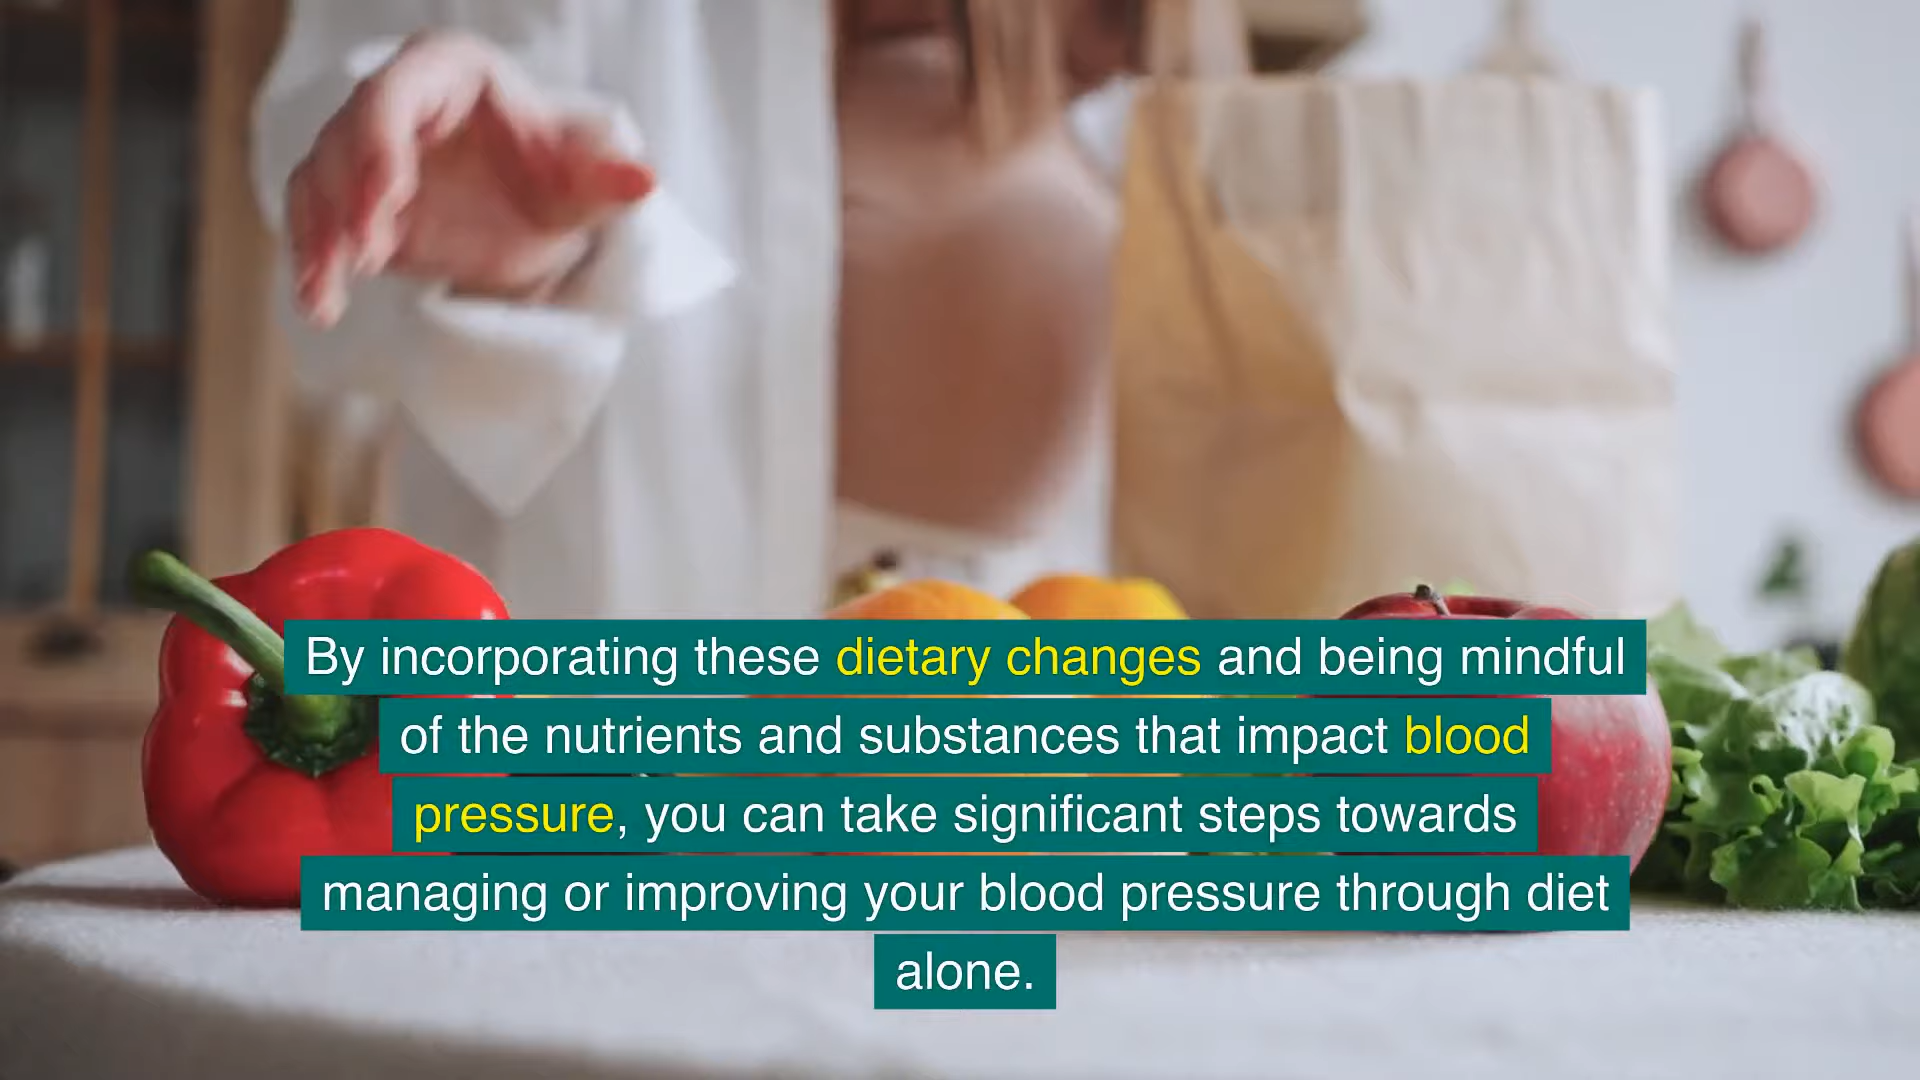 By incorporating these dietary changes and being mindful
of the nutrients and substances that impact blood
pressure, you can take significant steps towards
managing or improving your blood pressure through diet
alone.